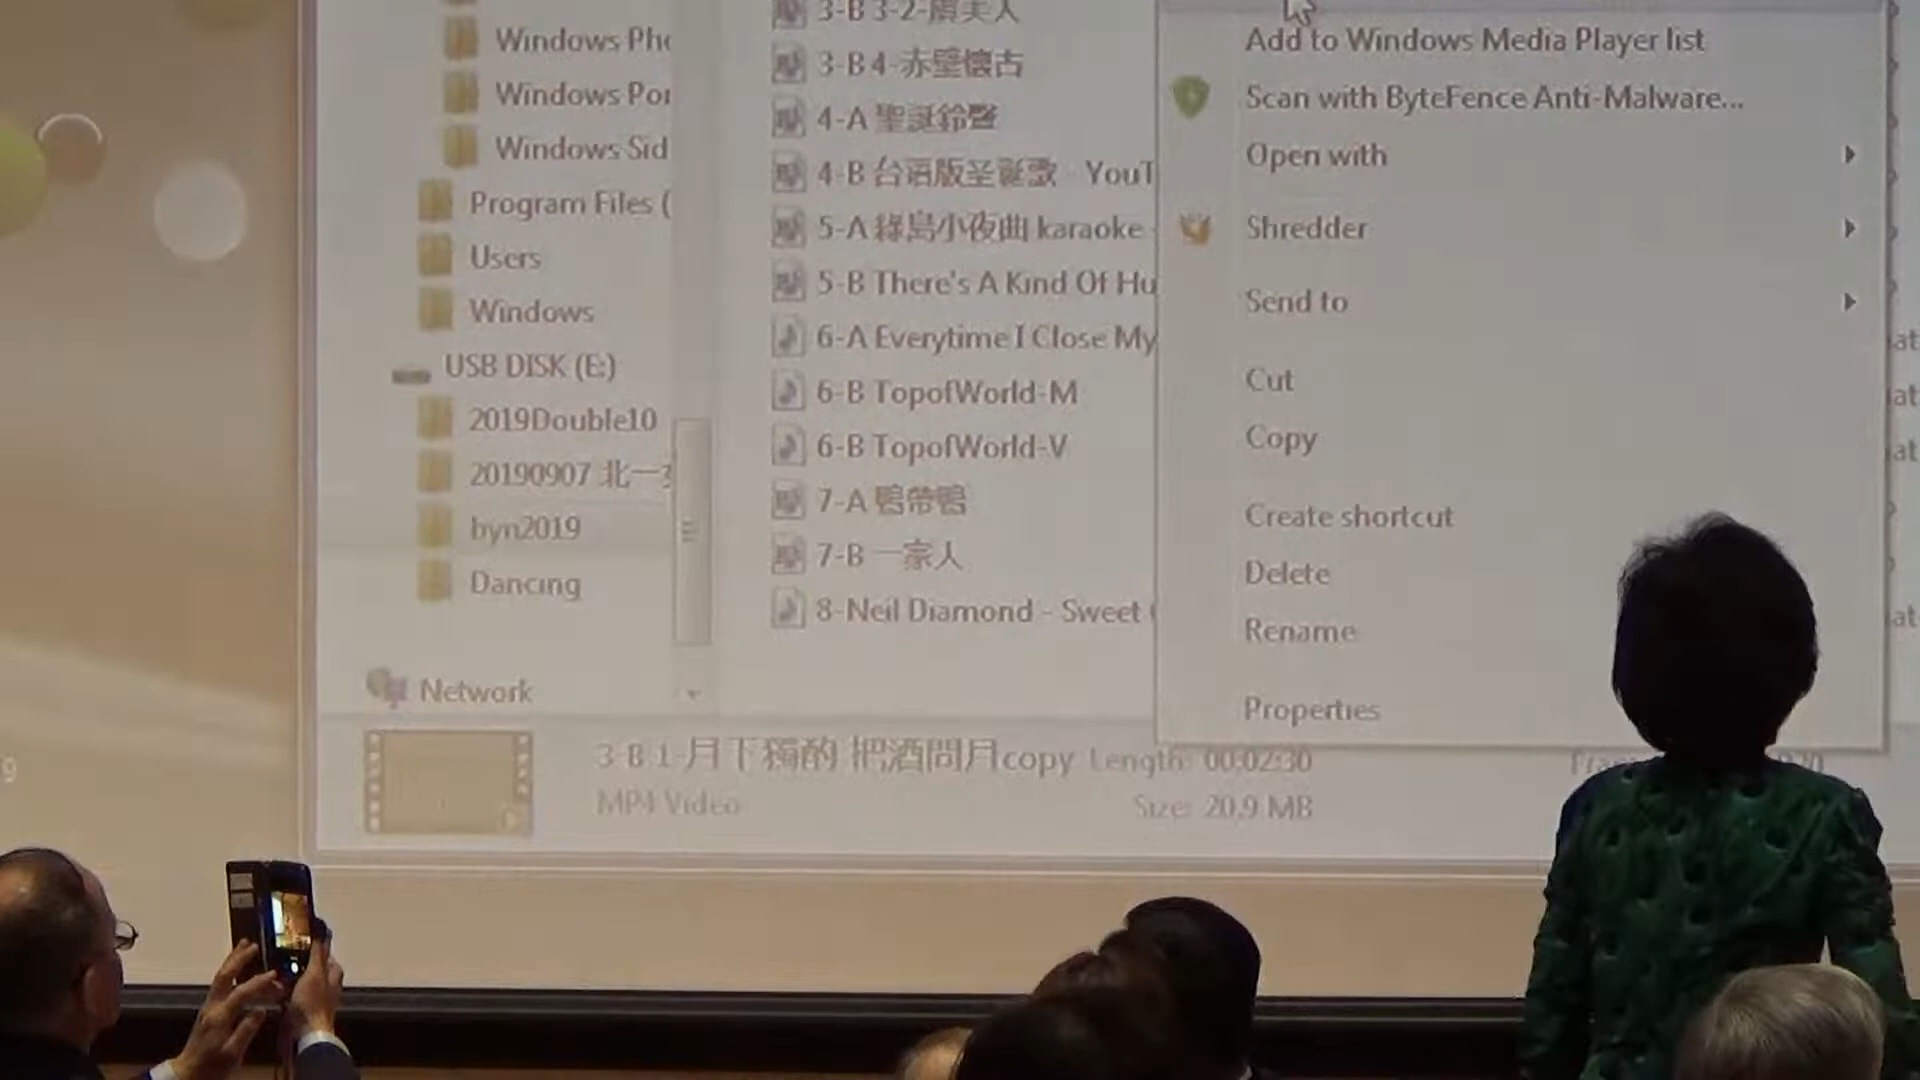 Windows Pho
Windows Por
Windows Sid
Program Files (
Users
Windows
USB DISK (E:)
2019Double10
20190907 北一
byn2019
Dancing
Network
3-B 3-2-虞美人
3-B 4-赤壁懷古
4-A 聖誕鈴聲
4-B 台语版圣诞歌 - YouT
5-A 綠島小夜曲 karaoke -
5-B There's A Kind Of Hu
6-A Everytime I Close My
6-B TopofWorld-M
6-B TopofWorld-V
7-A 鴨帶鴨
7-B 一家人
8-Neil Diamond - Sweet
Add to Windows Media Player list
Scan with ByteFence Anti-Malware...
Open with
Shredder
Send to
Cut
Copy
Create shortcut
Delete
Rename
Properties
3-B 1-月下獨酌 把酒問月copy Length: 00:02:30
MP4 Video Size: 20.9 MB